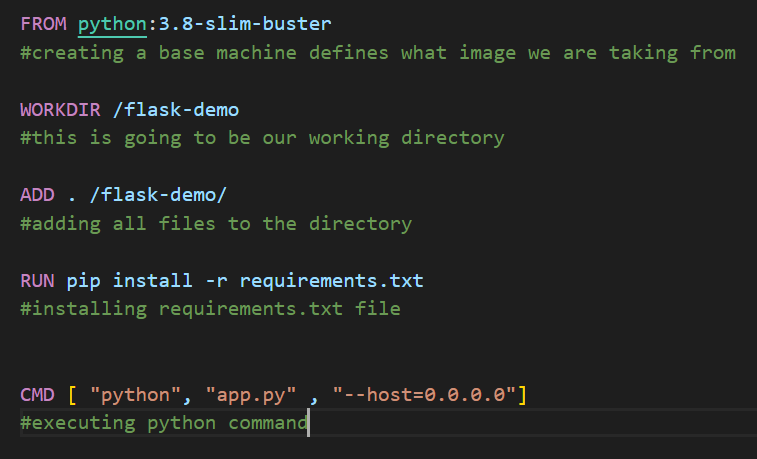 FROM python:3.8-slim-buster
#creating a base machine defines what image we are taking from
WORKDIR /flask-demo
#this is going to be our working directory
ADD . /flask-demo/
#adding all files to the directory
RUN pip install -r requirements.txt
#installing requirements.txt file
CMD [ "python", "app.py" , "--host=0.0.0.0"]
#executing python command